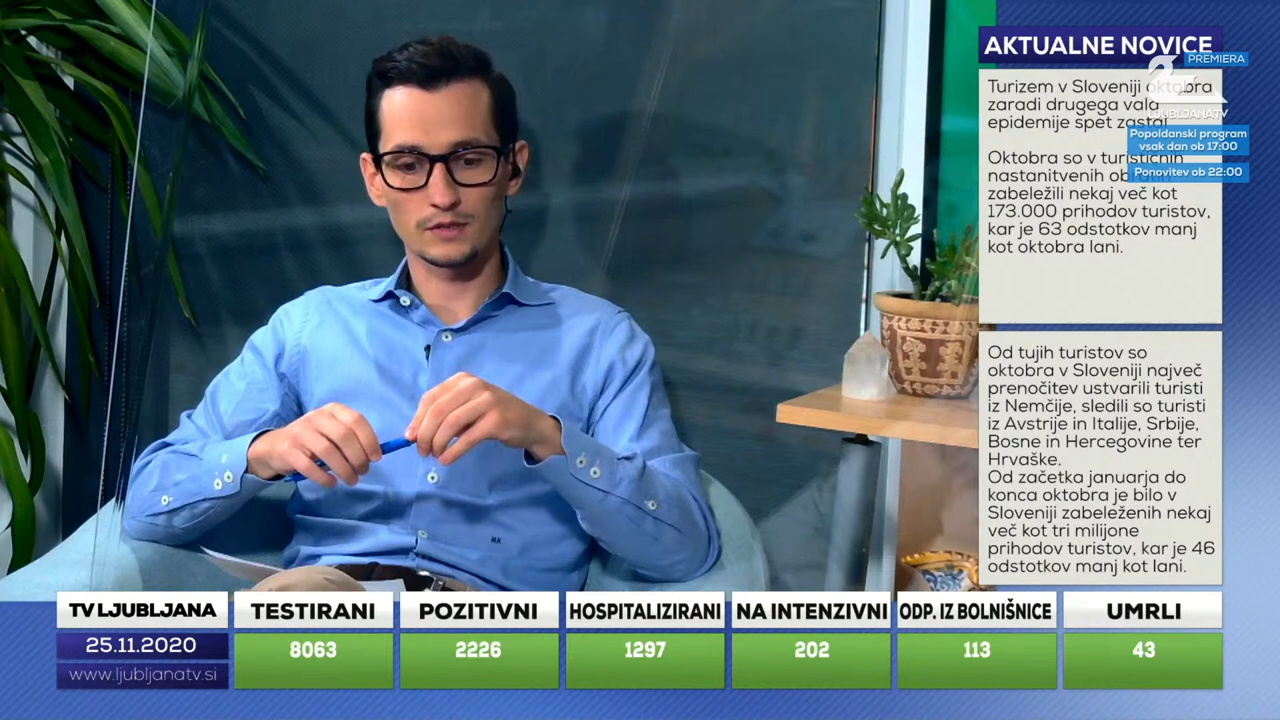 AKTUALNE NOVICE
PREMIERA
Turizem v Sloveniji oktobra
zaradi drugega vala
epidemije spet zastal.
LJUBLJANATV
Popoldanski program
vsak dan ob 17:00
Ponovitev ob 22:00
Oktobra so v turističnih
nastanitvenih
zabeležili nekaj več kot
173.000 prihodov turistov,
kar je 63 odstotkov manj
kot oktobra lani.
Od tujih turistov so
oktobra v Sloveniji največ
prenočitev ustvarili turisti
iz Nemčije, sledili so turisti
iz Avstrije in Italije, Srbije,
Bosne in Hercegovine ter
Hrvaške.
Od začetka januarja do
konca oktobra je bilo v
Sloveniji zabeleženih nekaj
več kot tri milijone
prihodov turistov, kar je 46
odstotkov manj kot lani.
MK
TV LJUBLJANA
TESTIRANI
POZITIVNI
HOSPITALIZIRANI
NA INTENZIVNI
ODP. IZ BOLNIŠNICE
UMRLI
25.11.2020
8063
2226
1297
202
113
43
www.ljubljanatv.si